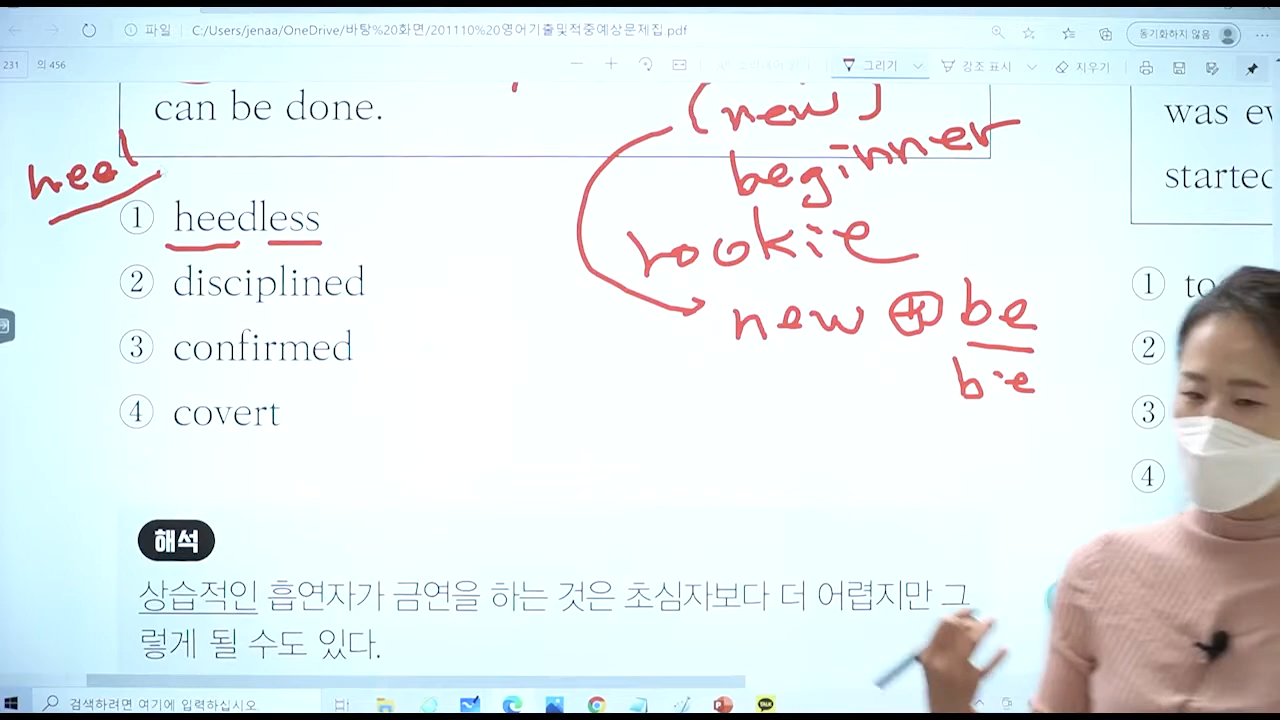 파일 C:/Users/jenaa/OneDrive/바탕%20화면/201110%20영어기출및적중예상문제집.pdf
동기화하지 않음
231 의 456
그리기 강조 표시 지우기
can be done.
(new)
beginner
rookie
new ⊕ be
bie
heel
① heedless
② disciplined
③ confirmed
④ covert
해석
상습적인 흡연자가 금연을 하는 것은 초심자보다 더 어렵지만 그
렇게 될 수도 있다.
was ev
started
① to
②
③
④
검색하려면 여기에 입력하십시오.